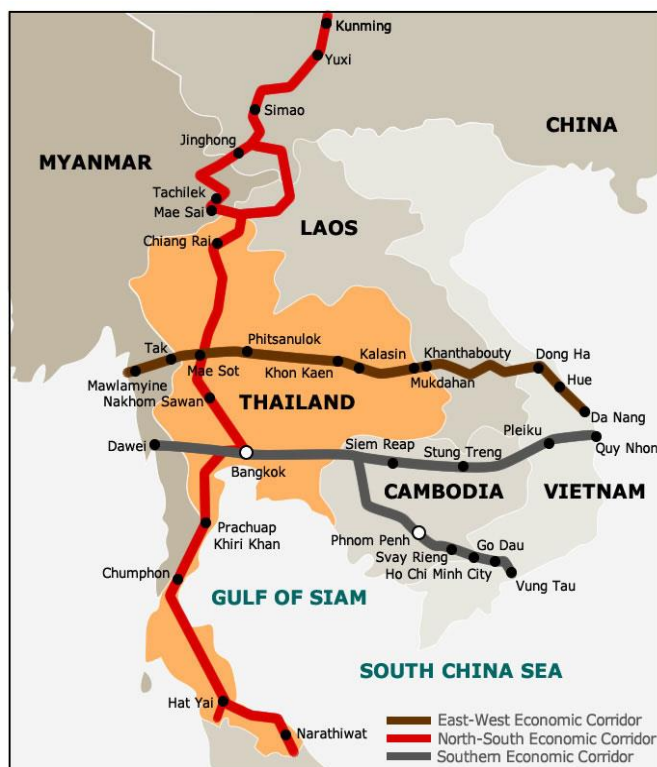 Kunming
Yuxi
Simao
CHINA
Jinghong
MYANMAR
Tachilek
Mae Sai
LAOS
Chiang Rai
Tak
Phitsanulok
Khanthabouty
Dong Ha
Kalasin
Mae Sot
Khon Kaen
Mukdahan
Hue
Mawlamyine
Nakhom Sawan
THAILAND
Da Nang
Pleiku
Dawei
Siem Reap
Stung Treng
Quy Nhon
Bangkok
CAMBODIA
VIETNAM
Prachuap
Khiri Khan
Phnom Penh
Go Dau
Svay Rieng
Ho Chi Minh City
Chumphon
Vung Tau
GULF OF SIAM
SOUTH CHINA SEA
Hat Yai
Narathiwat
East-West Economic Corridor
North-South Economic Corridor
Southern Economic Corridor